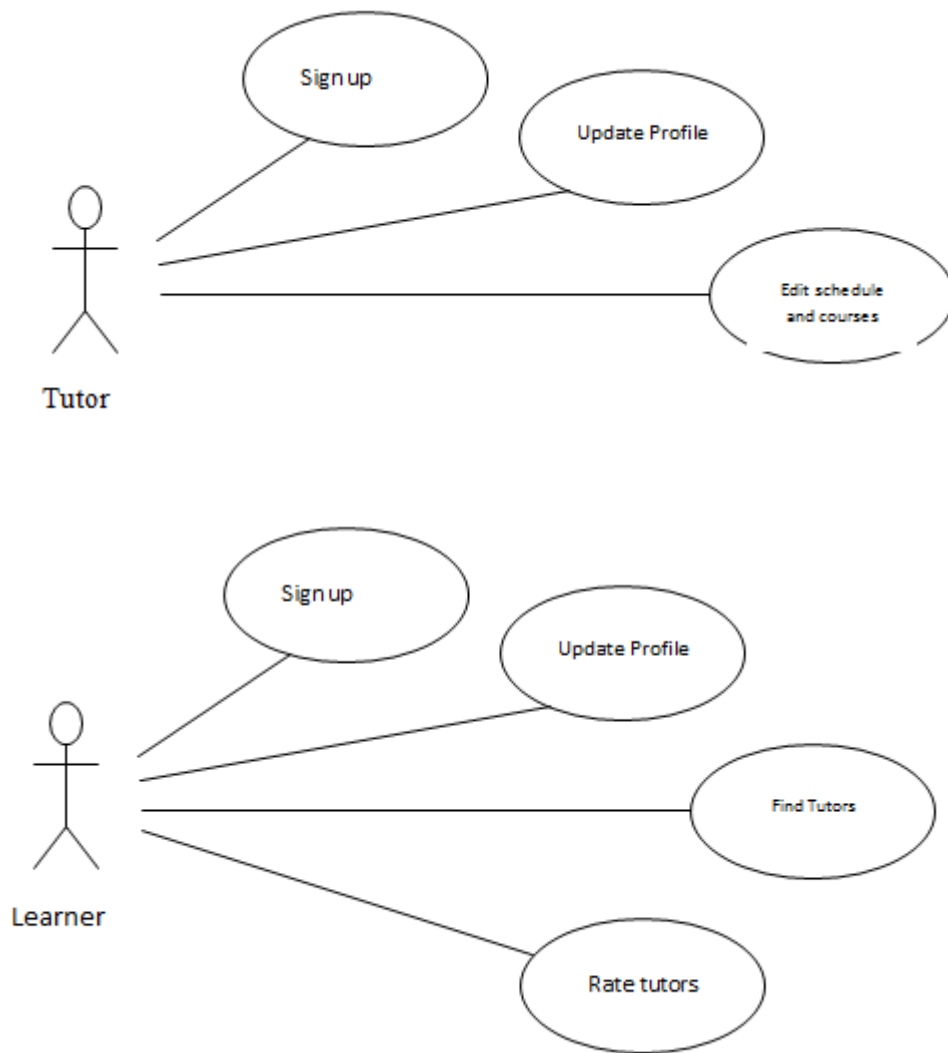 Sign up
Update Profile
Edit schedule
and courses
Tutor
Sign up
Update Profile
Find Tutors
Learner
Rate tutors